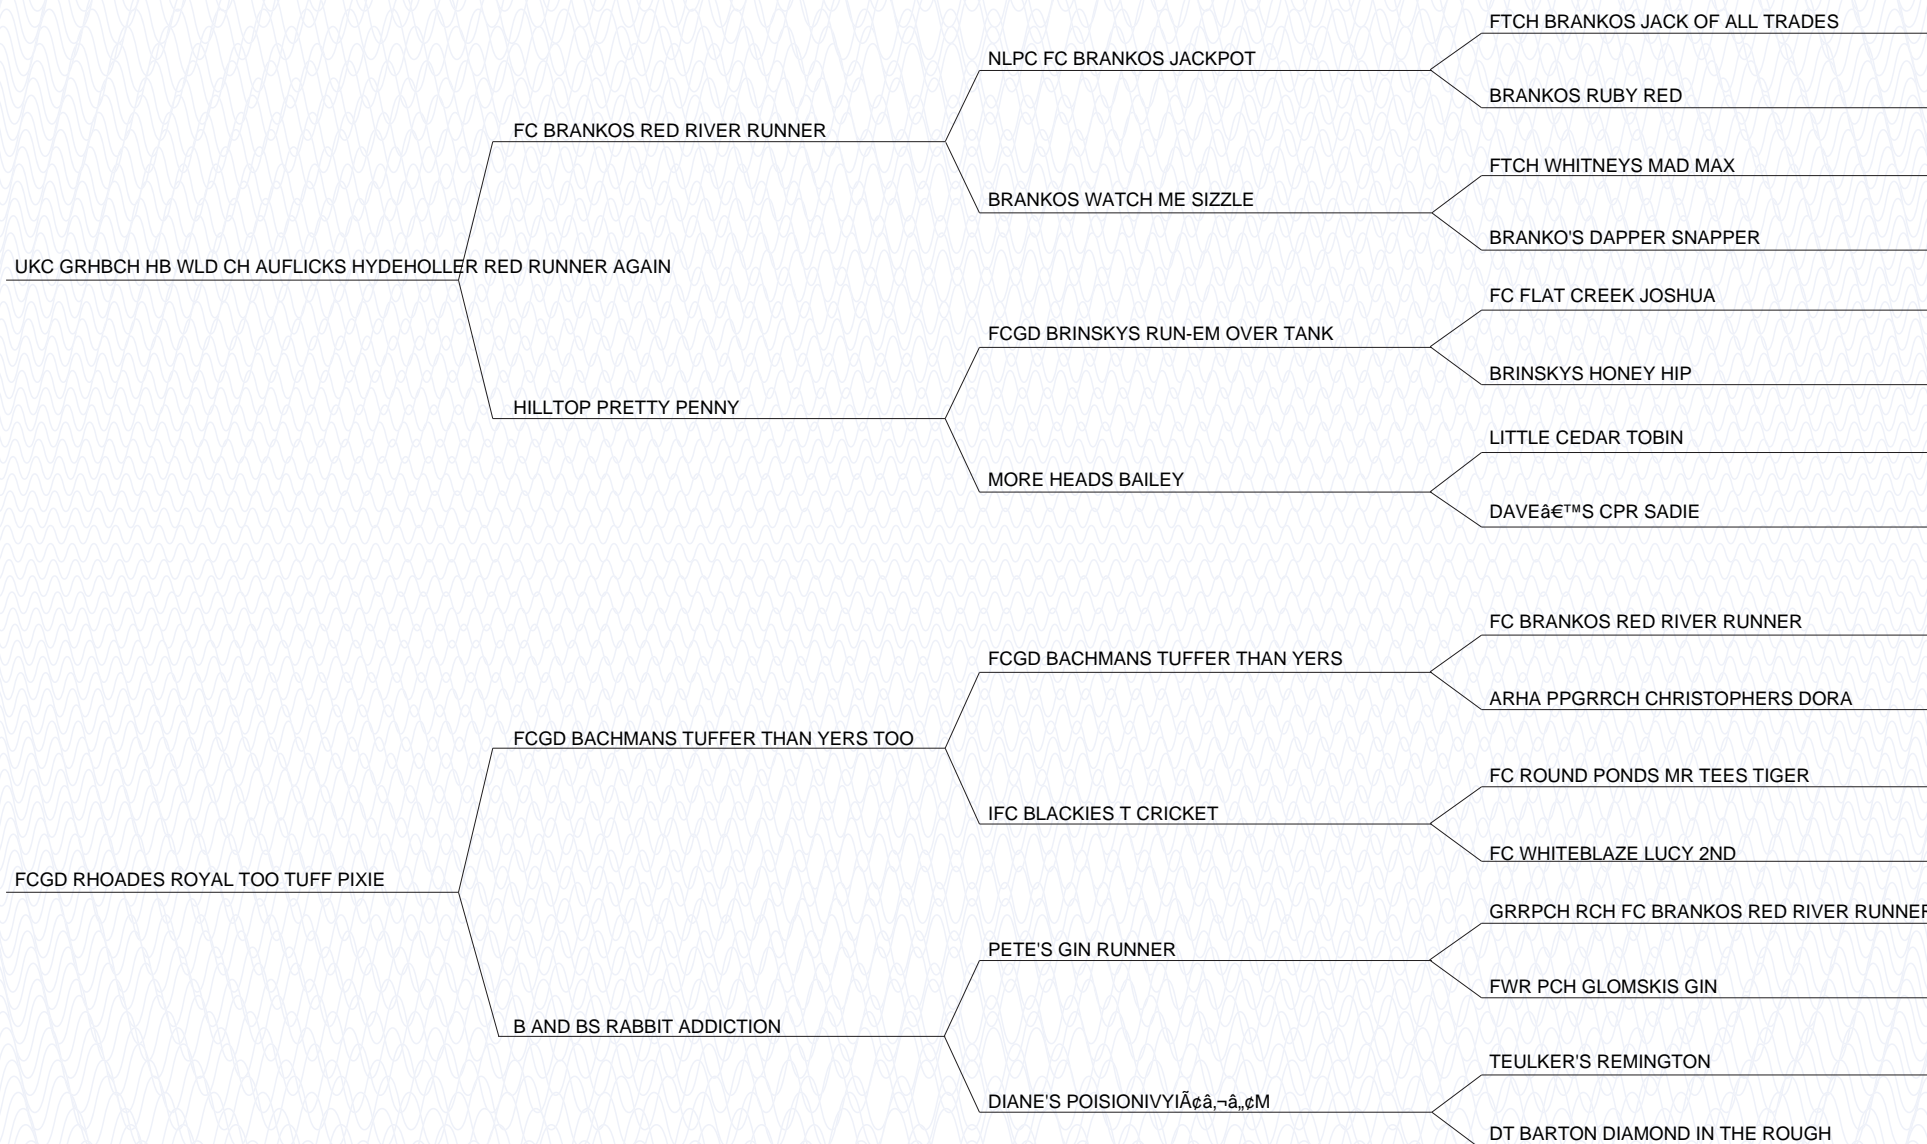 FTCH BRANKOS JACK OF ALL TRADES
NLPC FC BRANKOS JACKPOT
BRANKOS RUBY RED
FC BRANKOS RED RIVER RUNNER
FTCH WHITNEYS MAD MAX
BRANKOS WATCH ME SIZZLE
BRANKO'S DAPPER SNAPPER
UKC GRHBCH HB WLD CH AUFLICKS HYDEHOLLER RED RUNNER AGAIN
FC FLAT CREEK JOSHUA
FCGD BRINSKYS RUN-EM OVER TANK
BRINSKYS HONEY HIP
HILLTOP PRETTY PENNY
LITTLE CEDAR TOBIN
MORE HEADS BAILEY
DAVEâ€™S CPR SADIE
FC BRANKOS RED RIVER RUNNER
FCGD BACHMANS TUFFER THAN YERS
ARHA PPGRRCH CHRISTOPHERS DORA
FCGD BACHMANS TUFFER THAN YERS TOO
FC ROUND PONDS MR TEES TIGER
IFC BLACKIES T CRICKET
FC WHITEBLAZE LUCY 2ND
FCGD RHOADES ROYAL TOO TUFF PIXIE
GRRPCH RCH FC BRANKOS RED RIVER RUNNER
PETE'S GIN RUNNER
FWR PCH GLOMSKIS GIN
B AND BS RABBIT ADDICTION
TEULKER'S REMINGTON
DIANE'S POISIONIVYIÃ¢â‚¬â„¢M
DT BARTON DIAMOND IN THE ROUGH